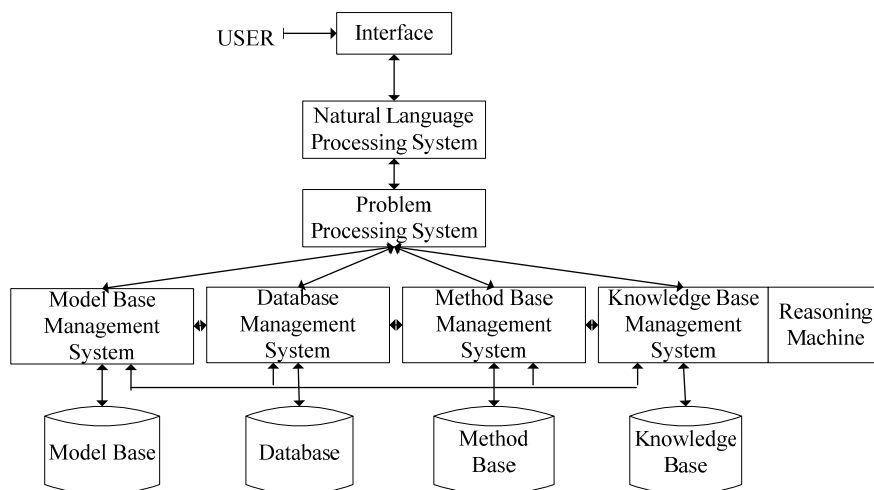 USER
Interface
Natural Language
Processing System
Problem
Processing System
Model Base
Management
System
Database
Management
System
Method Base
Management
System
Knowledge Base
Management
System
Reasoning
Machine
Model Base
Database
Method
Base
Knowledge
Base